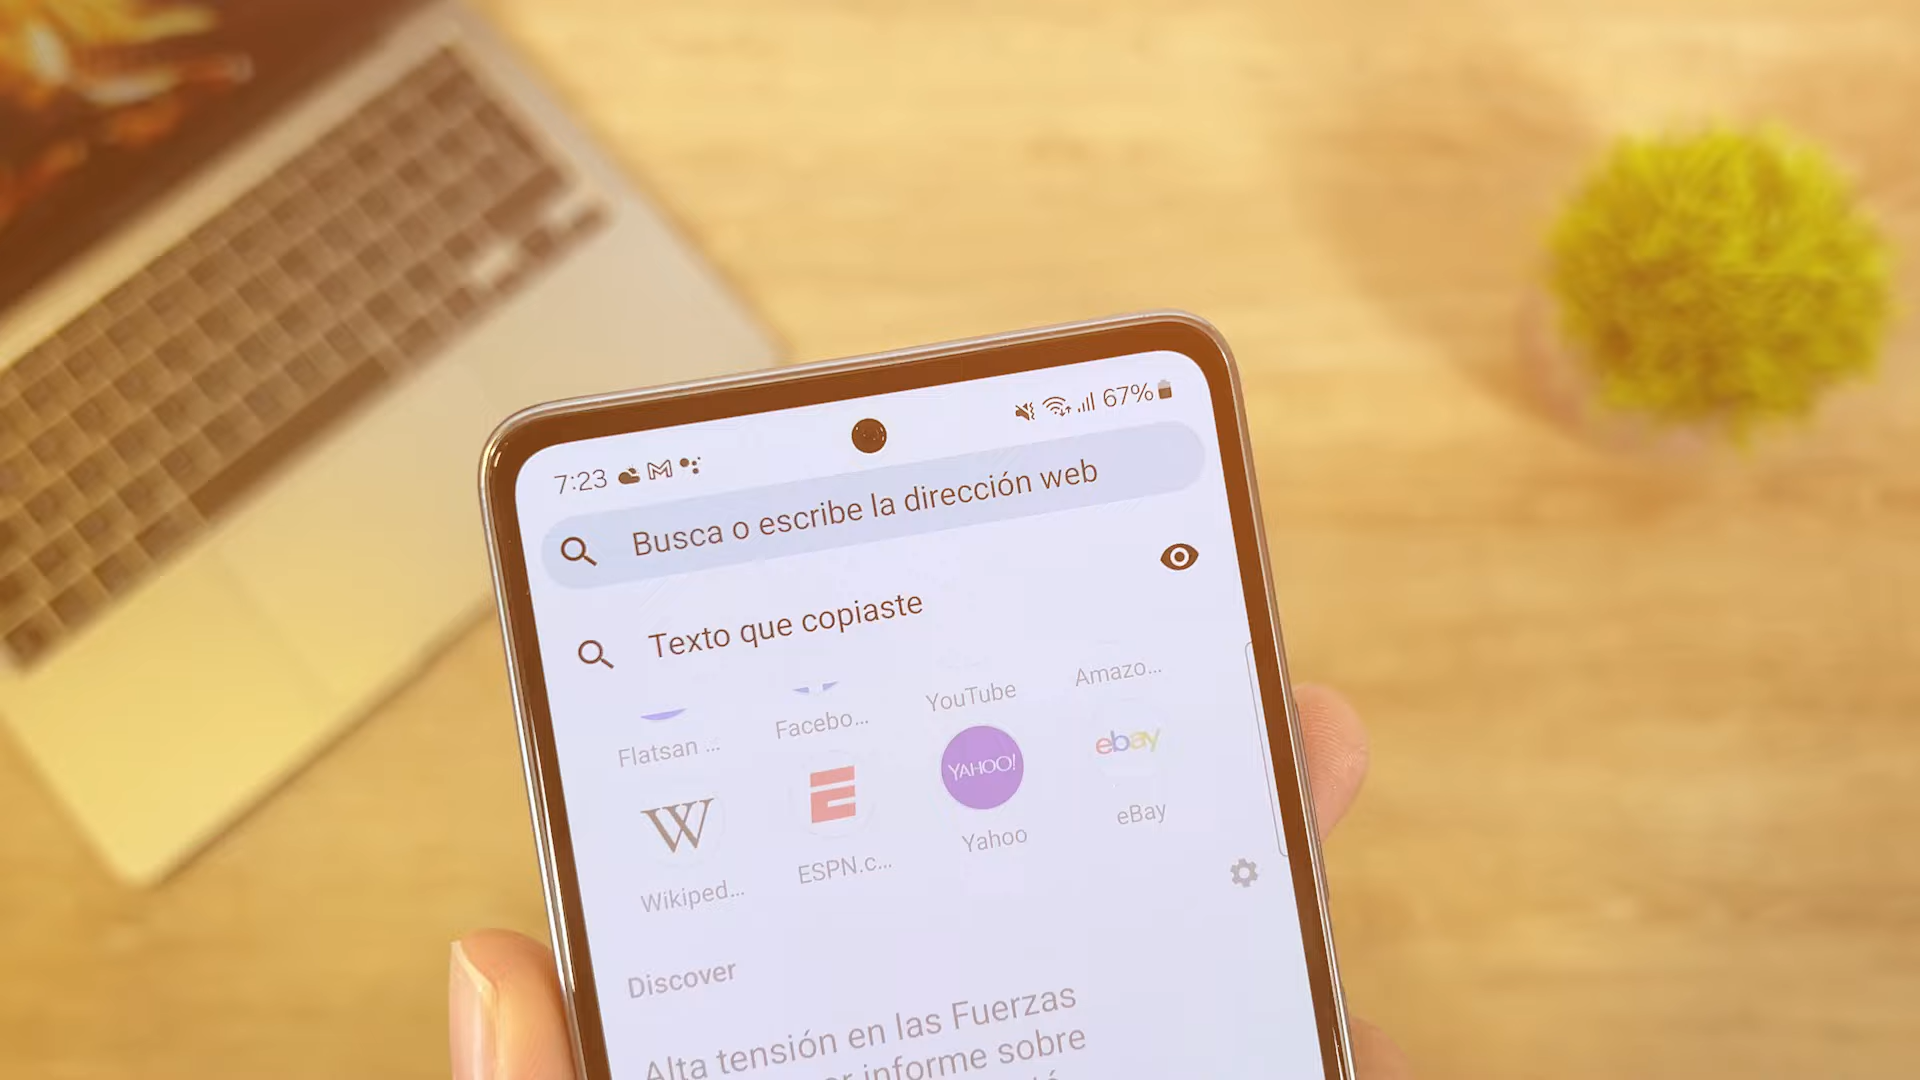 7:23 67%
Busca o escribe la dirección web
Texto que copiaste
Flatsan ... Facebo... YouTube Amazo...
W YAHOO! ebay
Wikiped... ESPN.c... Yahoo eBay
Discover
Alta tensión en las Fuerzas
informe sobre